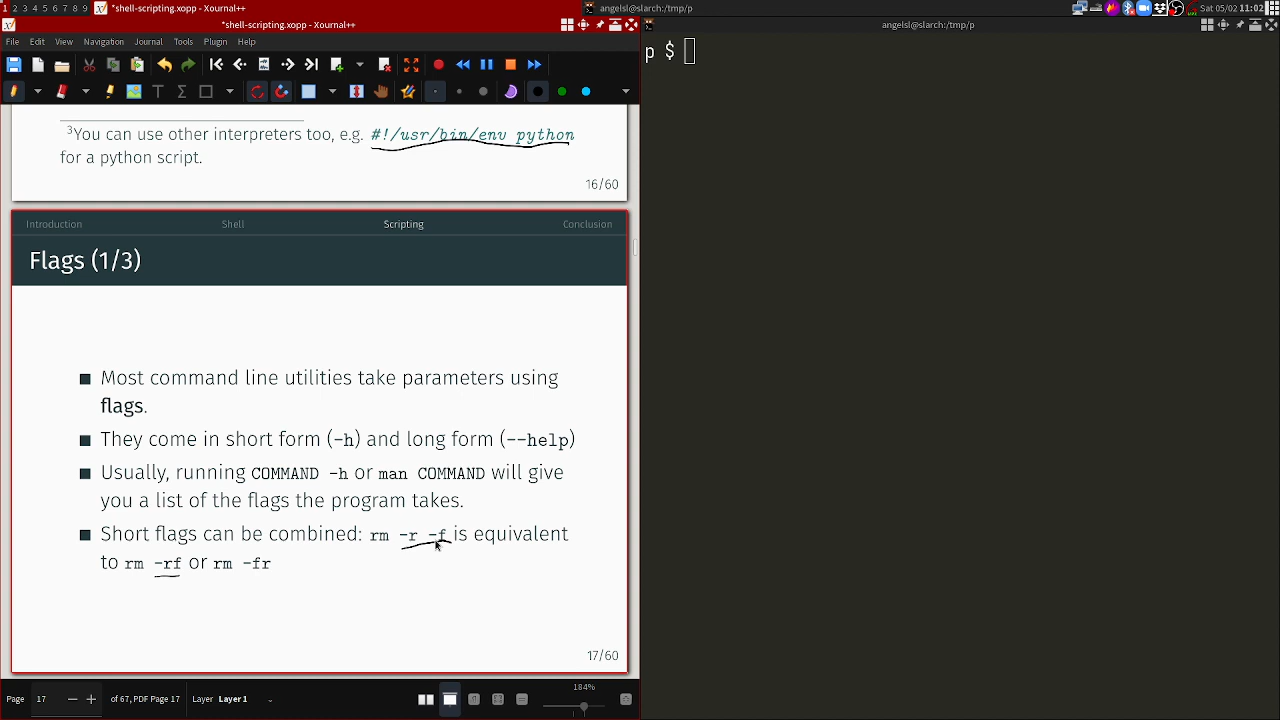 1 2 3 4 5 6 7 8 9 *shell-scripting.xopp - Xournal++
angelsl@slarch:/tmp/p
Sat 05/02 11:02
*shell-scripting.xopp - Xournal++
angelsl@slarch:/tmp/p
File Edit View Navigation Journal Tools Plugin Help
p $
3You can use other interpreters too, e.g. #!/usr/bin/env python
for a python script.
16/60
Introduction Shell Scripting Conclusion
Flags (1/3)
■ Most command line utilities take parameters using
flags.
■ They come in short form (-h) and long form (--help)
■ Usually, running COMMAND -h or man COMMAND will give
you a list of the flags the program takes.
■ Short flags can be combined: rm -r -f is equivalent
to rm -rf or rm -fr
17/60
184%
Page 17 of 67, PDF Page 17 Layer Layer 1